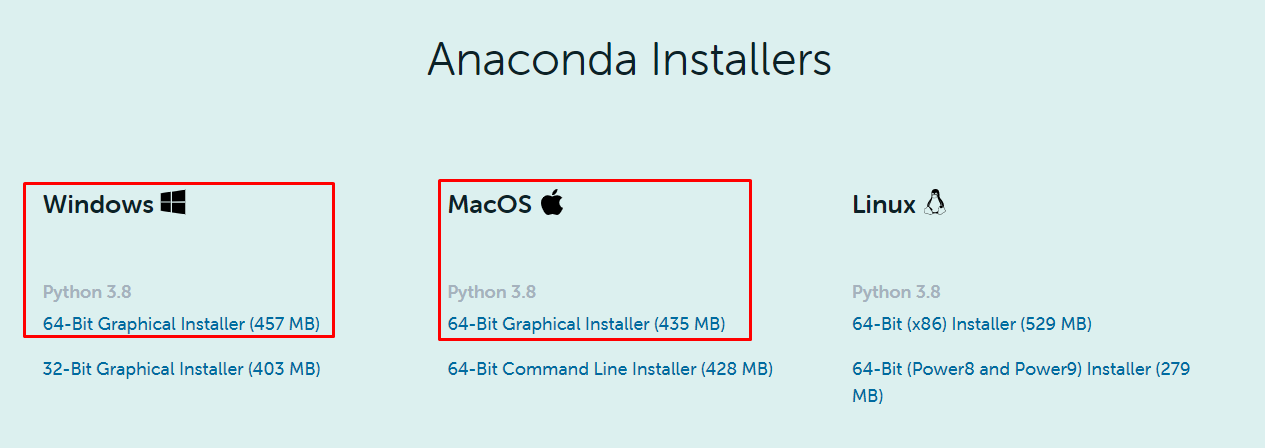 Anaconda Installers
Windows
Python 3.8
64-Bit Graphical Installer (457 MB)
32-Bit Graphical Installer (403 MB)
MacOS
Python 3.8
64-Bit Graphical Installer (435 MB)
64-Bit Command Line Installer (428 MB)
Linux
Python 3.8
64-Bit (x86) Installer (529 MB)
64-Bit (Power8 and Power9) Installer (279
MB)